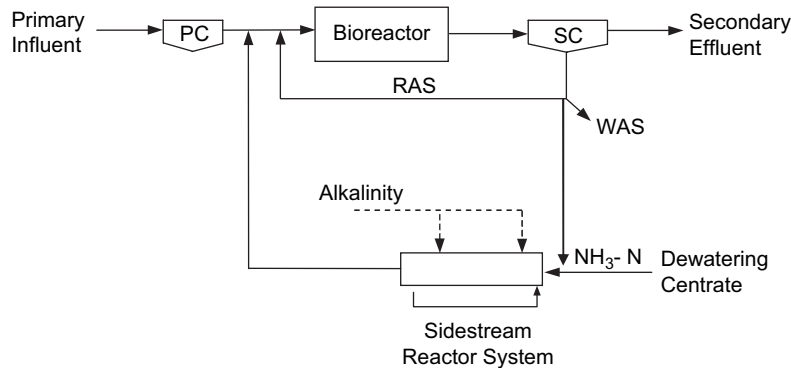 Primary
Influent
PC
Bioreactor
SC
Secondary
Effluent
RAS
WAS
Alkalinity
NH3- N
Dewatering
Centrate
Sidestream
Reactor System